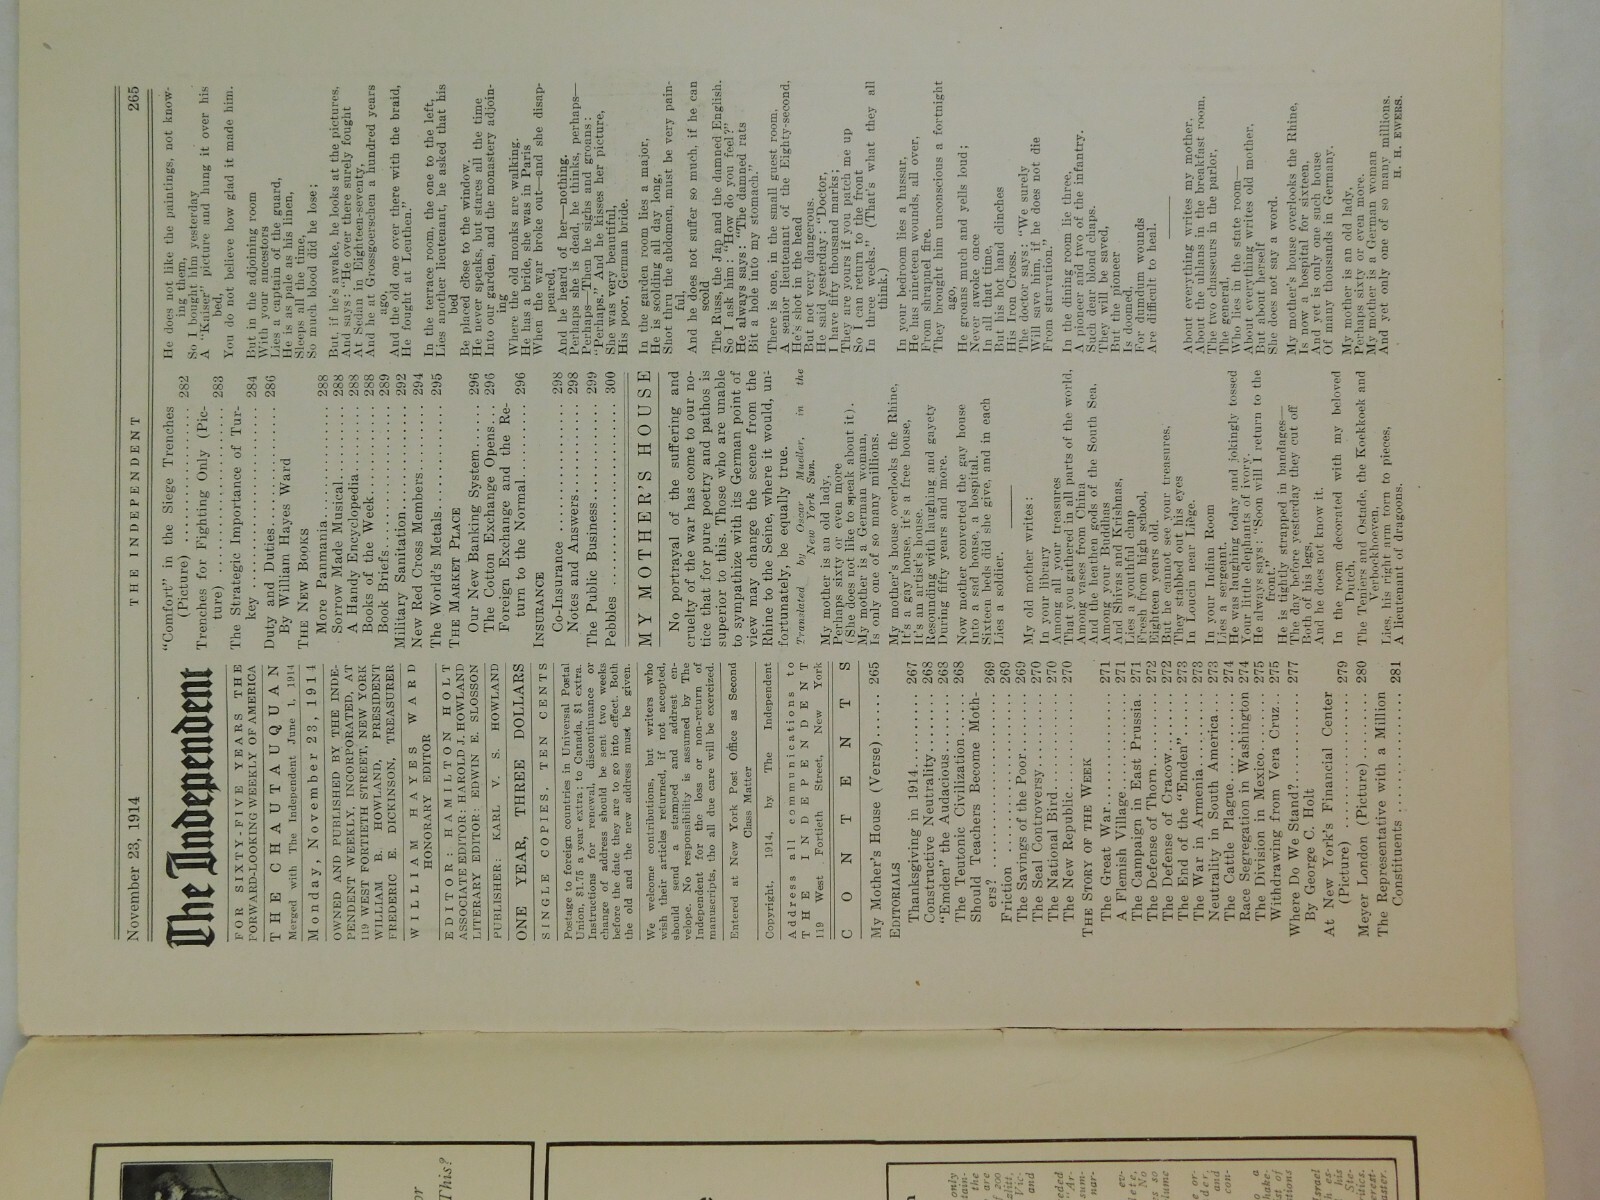 November 23, 1914
THE INDEPENDENT
265
The Independent
FOR SIXTY-FIVE YEARS THE
FORWARD-LOOKING WEEKLY OF AMERICA
THE CHAUTAUQUAN
Merged with The Independent June 1, 1914
Monday, November 23, 1914
OWNED AND PUBLISHED BY THE INDE-
PENDENT WEEKLY, INCORPORATED, AT
119 WEST FORTIETH STREET, NEW YORK
WILLIAM B. HOWLAND, PRESIDENT
FREDERIC E. DICKINSON, TREASURER
WILLIAM HAYES WARD
HONORARY EDITOR
EDITOR: HAMILTON HOLT
ASSOCIATE EDITOR: HAROLD J. HOWLAND
LITERARY EDITOR: EDWIN E. SLOSSON
PUBLISHER: KARL V. S. HOWLAND
ONE YEAR, THREE DOLLARS
SINGLE COPIES, TEN CENTS
Postage to foreign countries in Universal Postal
Union, $1.75 a year extra; to Canada, $1 extra.
Instructions for renewal, discontinuance or
change of address should be sent two weeks
before the date they are to go into effect. Both
the old and the new address must be given.
We welcome contributions, but writers who
wish their articles returned, if not accepted,
should send a stamped and address en-
velope. No responsibility is assumed by The
Independent for the loss or non-return of
manuscripts, tho all due care will be exercized.
Entered at New York Post Office as Second
Class Matter
Copyright, 1914, by The Independent
Address all communications to
THE INDEPENDENT
119 West Fortieth Street, New York
CONTENTS
My Mother's House (Verse)...... 265
EDITORIALS
Thanksgiving in 1914.......... 267
Constructive Neutrality........ 268
"Emden" the Audacious........ 268
The Teutonic Civilization...... 268
Should Teachers Become Moth-
ers?........................ 269
Friction...................... 269
The Savings of the Poor....... 269
The Seal Controversy......... 270
The National Bird............ 270
The New Republic............ 270
THE STORY OF THE WEEK
The Great War............... 271
A Flemish Village............ 271
The Campaign in East Prussia.. 271
The Defense of Thorn.......... 272
The Defense of Cracow........ 272
The End of the "Emden"....... 273
The War in Armenia........... 273
Neutrality in South America.... 273
The Cattle Plague............. 274
Race Segregation in Washington 274
The Division in Mexico........ 275
Withdrawing from Vera Cruz... 275
Where Do We Stand?............ 277
By George C. Holt
At New York's Financial Center
(Picture) .................. 279
Meyer London (Picture)......... 280
The Representative with a Million
Constituents ................. 281
"Comfort" in the Siege Trenches
(Picture) ................... 282
Trenches for Fighting Only (Pic-
ture) ...................... 283
The Strategic Importance of Tur-
key ........................ 284
Duty and Duties................ 286
By William Hayes Ward
THE NEW BOOKS
More Panmania............... 288
Sorrow Made Musical.......... 288
A Handy Encyclopedia......... 288
Books of the Week............ 288
Book Briefs................... 289
Military Sanitation.............. 292
New Red Cross Members......... 294
The World's Metals.............. 295
THE MARKET PLACE
Our New Banking System...... 296
The Cotton Exchange Opens.... 296
Foreign Exchange and the Re-
turn to the Normal.......... 296
INSURANCE
Co-Insurance ................. 298
Notes and Answers............ 298
The Public Business............. 299
Pebbles........................ 300
MY MOTHER'S HOUSE
No portrayal of the suffering and
cruelty of the war has come to our no-
tice that for pure poetry and pathos is
superior to this. Those who are unable
to sympathize with its German point of
view may change the scene from the
Rhine to the Seine, where it would, un-
fortunately, be equally true.
Translated by Oscar Mueller, in the
New York Sun.
My mother is an old lady,
Perhaps sixty or even more
(She does not like to speak about it).
My mother is a German woman,
Is only one of so many millions.
My mother's house overlooks the Rhine,
It's a gay house, it's a free house,
It's an artist's house.
Resounding with laughing and gayety
During fifty years and more.
Now mother converted the gay house
Into a sad house, a hospital.
Sixteen beds did she give, and in each
Lies a soldier.
My old mother writes:
In your library
Among all your treasures
That you gathered in all parts of the world,
Among vases from China
And the heathen gods of the South Sea,
Among your Buddhas
And Shivas and Krishnas,
Lies a youthful chap
Fresh from high school,
Eighteen years old.
But he cannot see your treasures,
They stabbed out his eyes
In Loucin near Liège.
In your Indian Room
Lies a sergeant.
He was laughing today and jokingly tossed
Your little elephants of ivory.
He always says: "Soon will I return to the
front."
He is tightly strapped in bandages—
The day before yesterday they cut off
Both of his legs,
And he does not know it.
In the room decorated with my beloved
Dutch,
The Teniers and Ostade, the Koekkoek and
Verboekhoeven,
Lies, his right arm torn to pieces,
A lieutenant of dragoons.
He does not like the paintings, not know-
ing them,
So I bought him yesterday
A "Kaiser" picture and hung it over his
bed,
You do not believe how glad it made him.
But in the adjoining room
With your ancestors
Lies a captain of the guard,
He is as pale as his linen,
Sleeps all the time,
So much blood did he lose;
But, if he's awake, he looks at the pictures,
And says: "He over there surely fought
At Sedan in Eighteen-seventy,
And he at Grossgoerschen a hundred years
ago,
And the old one over there with the braid,
He fought at Leuthen."
In the terrace room, the one to the left,
Lies another lieutenant, he asked that his
bed
Be placed close to the window.
He never speaks, but stares all the time
Into our garden, and the monastery adjoin-
ing
Where the old monks are walking.
He has a bride, she was in Paris
When the war broke out—and she disap-
peared,
And he heard of her—nothing.
Perhaps she is dead, he thinks, perhaps—
Perhaps— Then he sighs and groans:
"Perhaps." And he kisses her picture,
She was very beautiful,
His poor, German bride.
In the garden room lies a major,
He is scolding all day long,
Shot thru the abdomen, must be very pain-
ful,
And he does not suffer so much, if he can
scold
The Russ, the Jap and the damned English.
So I ask him: "How do you feel?"
He always says: "The damned rats
Bit a hole into my stomach."
There is one, in the small guest room,
A senior lieutenant of the Eighty-second.
He's shot in the head
But not very dangerous.
He said yesterday: "Doctor,
I have fifty thousand marks;
They are yours if you patch me up
So I can return to the front
In three weeks." (That's what they all
think.)
In your bedroom lies a hussar,
He has nineteen wounds, all over,
From shrapnel fire.
They brought him unconscious a fortnight
ago,
He groans much and yells loud;
Never awoke once
In all that time,
But his hot hand clinches
His Iron Cross.
The doctor says: "We surely
Will save him, if he does not die
From starvation."
In the dining room lie three,
A pioneer and two of the infantry.
Such dear blond chaps.
They will be saved,
But the pioneer
Is doomed,
For dumdum wounds
Are difficult to heal.
About everything writes my mother,
About the uhlans in the breakfast room,
The two chasseurs in the parlor,
The general,
Who lies in the state room—
About everything writes old mother,
But about herself
She does not say a word.
My mother's house overlooks the Rhine,
Is now a hospital for sixteen,
And yet is only one such house
Of many thousands in Germany.
My mother is an old lady,
Perhaps sixty or even more.
My mother is a German woman
And yet only one of so many millions.
H. H. EWERS.
This?